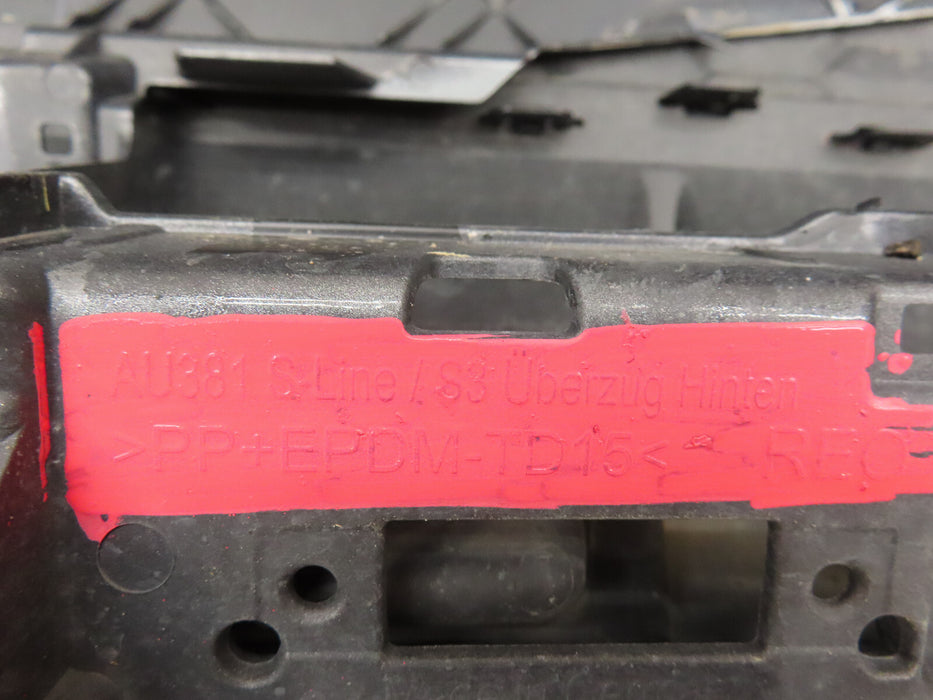 AU381 S-Line / S3 Überzug Hinten
>PP+EPDM-TD15<